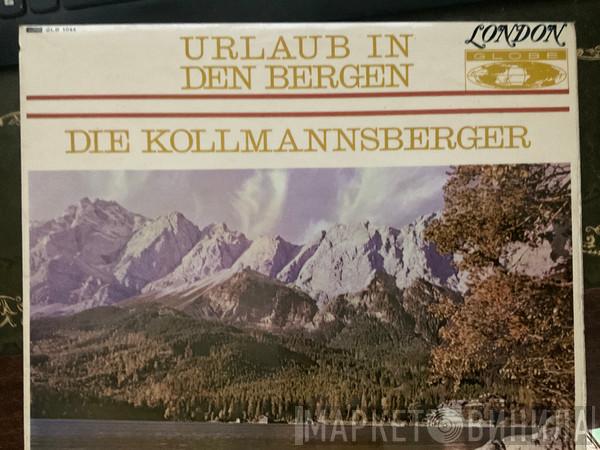 GLB 1044
URLAUB IN
DEN BERGEN
LONDON
GLOBE
DIE KOLLMANNSBERGER
МАРКЕТ ВИНИЛА